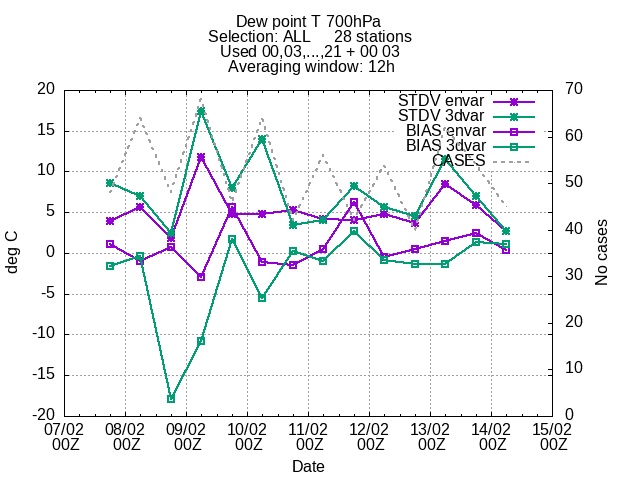 Dew point T 700hPa
Selection: ALL 28 stations
Used 00,03,...,21 + 00 03
Averaging window: 12h
STDV envar
STDV 3dvar
BIAS envar
BIAS 3dvar
CASES
deg C
20
15
10
5
0
-5
-10
-15
-20
No cases
70
60
50
40
30
20
10
0
07/02 08/02 09/02 10/02 11/02 12/02 13/02 14/02 15/02
00Z 00Z 00Z 00Z 00Z 00Z 00Z 00Z 00Z
Date